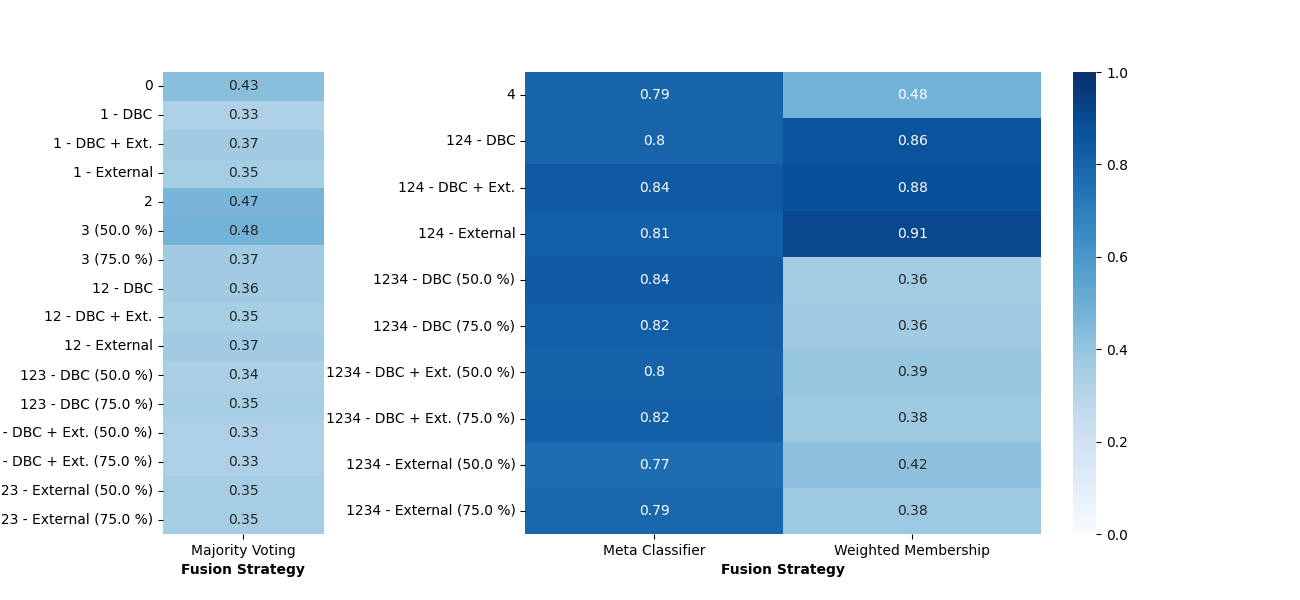 0 0.43
1 - DBC 0.33
1 - DBC + Ext. 0.37
1 - External 0.35
2 0.47
3 (50.0 %) 0.48
3 (75.0 %) 0.37
12 - DBC 0.36
12 - DBC + Ext. 0.35
12 - External 0.37
123 - DBC (50.0 %) 0.34
123 - DBC (75.0 %) 0.35
- DBC + Ext. (50.0 %) 0.33
- DBC + Ext. (75.0 %) 0.33
23 - External (50.0 %) 0.35
23 - External (75.0 %) 0.35
Majority Voting
Fusion Strategy
4 0.79 0.48
124 - DBC 0.8 0.86
124 - DBC + Ext. 0.84 0.88
124 - External 0.81 0.91
1234 - DBC (50.0 %) 0.84 0.36
1234 - DBC (75.0 %) 0.82 0.36
1234 - DBC + Ext. (50.0 %) 0.8 0.39
1234 - DBC + Ext. (75.0 %) 0.82 0.38
1234 - External (50.0 %) 0.77 0.42
1234 - External (75.0 %) 0.79 0.38
Meta Classifier Weighted Membership
Fusion Strategy
1.0
0.8
0.6
0.4
0.2
0.0